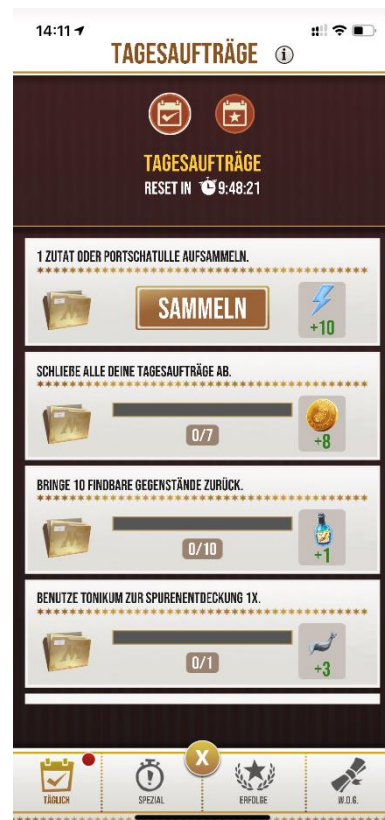 14:11
TAGESAUFTRÄGE
TAGESAUFTRÄGE
RESET IN 9:48:21
1 ZUTAT ODER PORTSCHATULLE AUFSAMMELN.
SAMMELN
+10
SCHLIEẞE ALLE DEINE TAGESAUFTRÄGE AB.
0/7
+8
BRINGE 10 FINDBARE GEGENSTÄNDE ZURÜCK.
0/10
+1
BENUTZE TONIKUM ZUR SPURENENTDECKUNG 1X.
0/1
+3
X
TÄGLICH SPEZIAL ERFOLGE W.D.G.